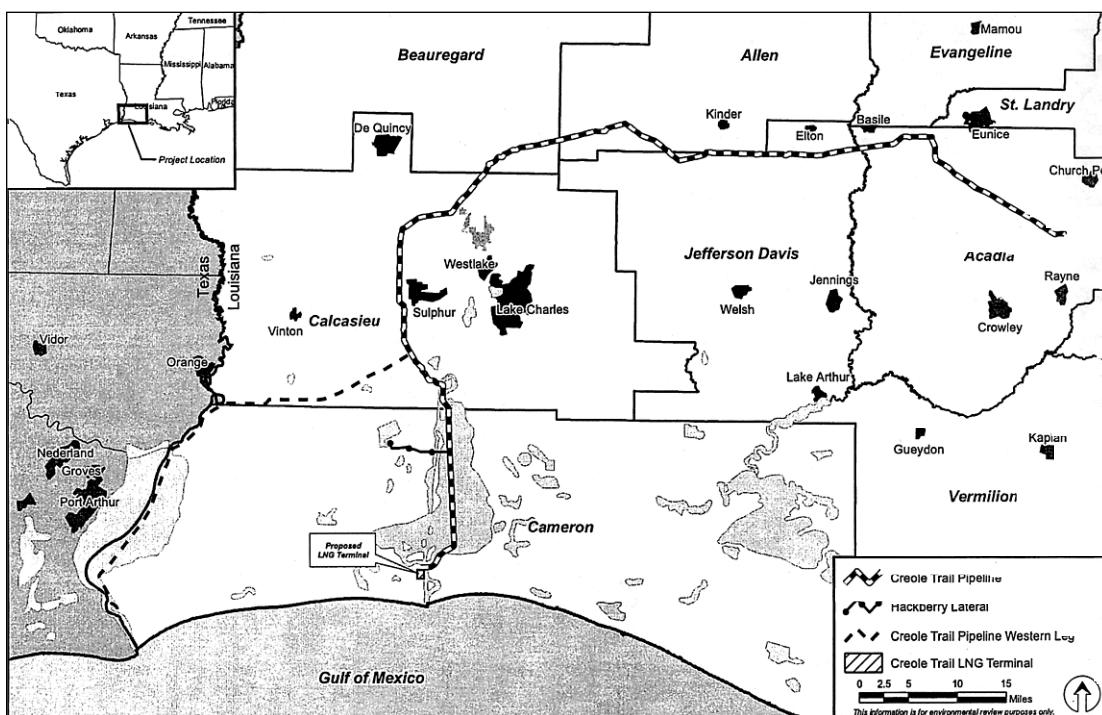 Oklahoma
Arkansas
Tennessee
Mississippi
Alabama
Texas
Louisiana
Florida
Project Location
Beauregard
Allen
Evangeline
Mamou
St. Landry
De Quincy
Kinder
Elton
Basile
Eunice
Church
Texas
Louisiana
Westlake
Sulphur
Lake Charles
Vinton
Calcasieu
Jefferson Davis
Welsh
Jennings
Acadia
Rayne
Crowley
Vidor
Orange
Lake Arthur
Gueydon
Kaplan
Vermilion
Nederland
Groves
Port Arthur
Cameron
Proposed
LNG Terminal
Gulf of Mexico
Creole Trail Pipeline
Hackberry Lateral
Creole Trail Pipeline Western Leg
Creole Trail LNG Terminal
0 2.5 5 10 15
Miles
This information is for environmental review purposes only.